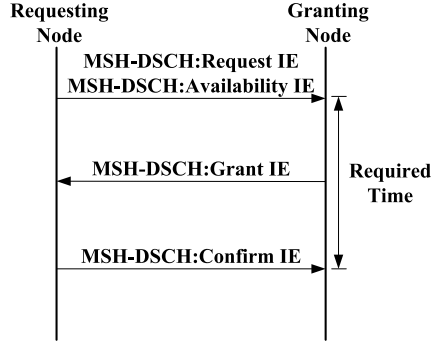 Requesting
Node
Granting
Node
MSH-DSCH:Request IE
MSH-DSCH:Availability IE
MSH-DSCH:Grant IE
Required
Time
MSH-DSCH:Confirm IE